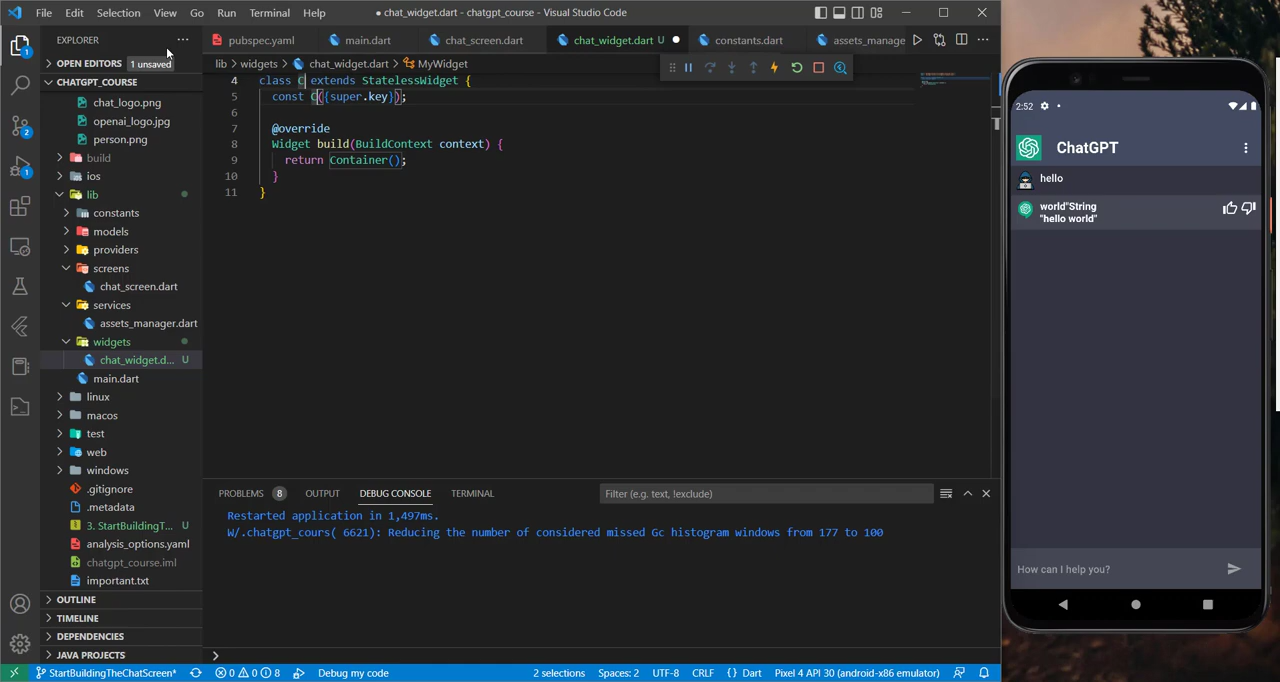 File Edit Selection View Go Run Terminal Help
● chat_widget.dart - chatgpt_course - Visual Studio Code
EXPLORER
OPEN EDITORS 1 unsaved
CHATGPT_COURSE
chat_logo.png
openai_logo.jpg
person.png
build
ios
lib
constants
models
providers
screens
chat_screen.dart
services
assets_manager.dart
widgets
chat_widget.d... U
main.dart
linux
macos
test
web
windows
.gitignore
.metadata
3. StartBuildingT... U
analysis_options.yaml
chatgpt_course.iml
important.txt
OUTLINE
TIMELINE
DEPENDENCIES
JAVA PROJECTS
1
2
1
pubspec.yaml
main.dart
chat_screen.dart
chat_widget.dart U
constants.dart
assets_manage
lib > widgets > chat_widget.dart > MyWidget
4 class C extends StatelessWidget {
5 const C({super.key});
6
7 @override
8 Widget build(BuildContext context) {
9 return Container();
10 }
11 }
PROBLEMS 8 OUTPUT DEBUG CONSOLE TERMINAL
Filter (e.g. text, !exclude)
Restarted application in 1,497ms.
W/.chatgpt_cours( 6621): Reducing the number of considered missed Gc histogram windows from 177 to 100
StartBuildingTheChatScreen* 0 0 8 Debug my code
2 selections Spaces: 2 UTF-8 CRLF {} Dart Pixel 4 API 30 (android-x86 emulator)
2:52
ChatGPT
hello
world"String
"hello world"
How can I help you?